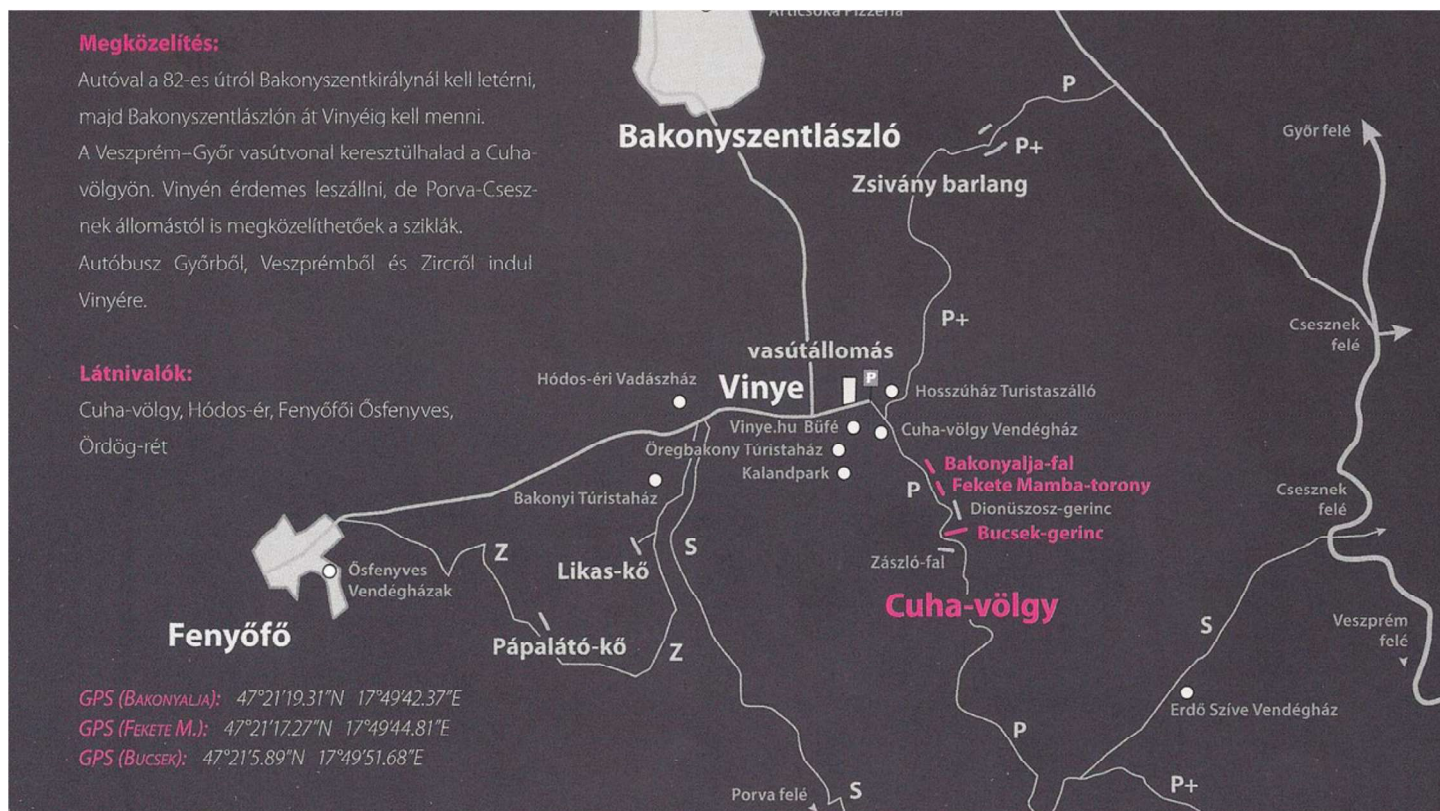 Articsóka Pizzéria
Megközelítés:
Autóval a 82-es útról Bakonyszentkirálynál kell letérni,
majd Bakonyszentlászlón át Vinyéig kell menni.
A Veszprém–Győr vasútvonal keresztülhalad a Cuha-
völgyön. Vinyén érdemes leszállni, de Porva-Csesz-
nek állomástól is megközelíthetőek a sziklák.
Autóbusz Győrből, Veszprémből és Zircről indul
Vinyére.
Látnivalók:
Cuha-völgy, Hódos-ér, Fenyőfői Ősfenyves,
Ördög-rét
Bakonyszentlászló
P
P+
Zsivány barlang
Győr felé
P+
Csesznek
felé
vasútállomás
Hódos-éri Vadászház
Vinye
P
Hosszúház Turistaszálló
Vinye.hu Büfé
Cuha-völgy Vendégház
Öregbakony Túristaház
Kalandpark
Bakonyi Túristaház
Bakonyalja-fal
Fekete Mamba-torony
P
Dionüszosz-gerinc
Bucsek-gerinc
Zászló-fal
Csesznek
felé
Z
S
Likas-kő
Ősfenyves
Vendégházak
Cuha-völgy
Fenyőfő
Pápalátó-kő
Z
S
Veszprém
felé
Erdő Szíve Vendégház
GPS (Bakonyalja): 47°21'19.31"N 17°49'42.37"E
GPS (Fekete M.): 47°21'17.27"N 17°49'44.81"E
GPS (Bucsek): 47°21'5.89"N 17°49'51.68"E
P
Porva felé
S
P+